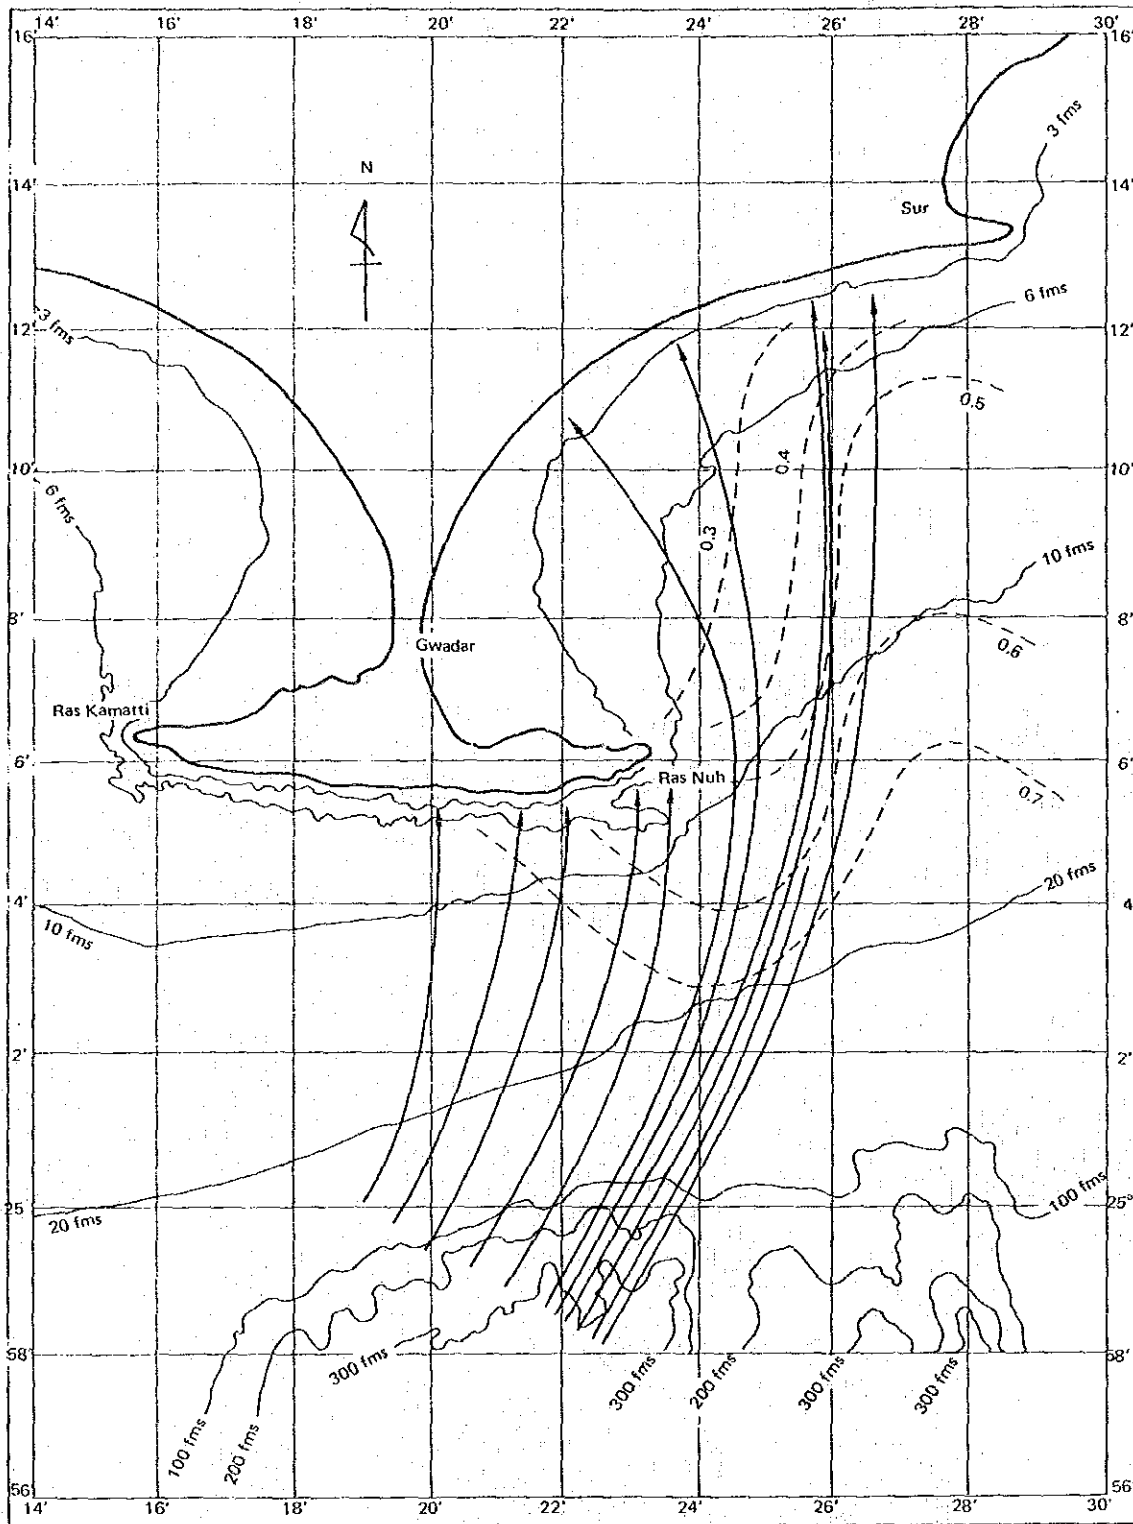 14' 16' 18' 20' 22' 24' 26' 28' 30'
16' 16'
3 fms
N
14' 14'
Sur
6 fms
3 fms
12' 12'
0.5
0.4
10' 10'
6 fms
0.3
10 fms
8' 8'
Gwadar
0.6
Ras Kamatti
6' 6'
Ras Nuh
0.7
20 fms
14' 4'
10 fms
2' 2'
100 fms
25 25°
20 fms
58' 58'
300 fms
300 fms
200 fms
300 fms
300 fms
100 fms
200 fms
56' 56'
14' 16' 18' 20' 22' 24' 26' 28' 30'